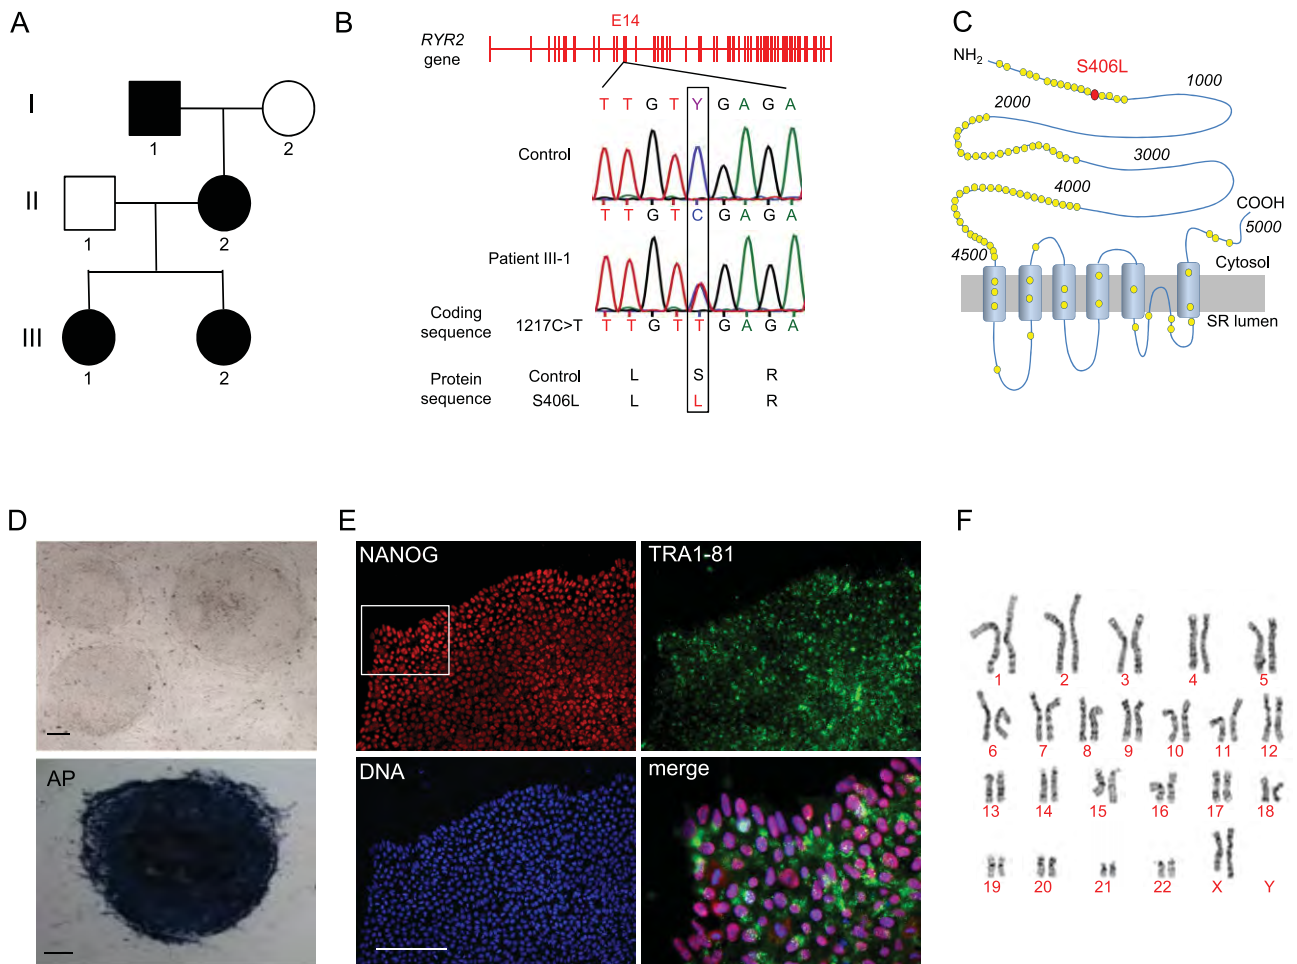 A
I
1
2
II
1
2
III
1
2
B
E14
RYR2
gene
T T G T Y G A G A
Control
T T G T C G A G A
Patient III-1
Coding
sequence
1217C>T
T T G T T G A G A
Protein
sequence
Control
L S R
S406L
L L R
C
NH2
S406L
1000
2000
3000
4000
COOH
5000
4500
Cytosol
SR lumen
D
AP
E
NANOG
TRA1-81
DNA
merge
F
1 2 3 4 5
6 7 8 9 10 11 12
13 14 15 16 17 18
19 20 21 22 X Y